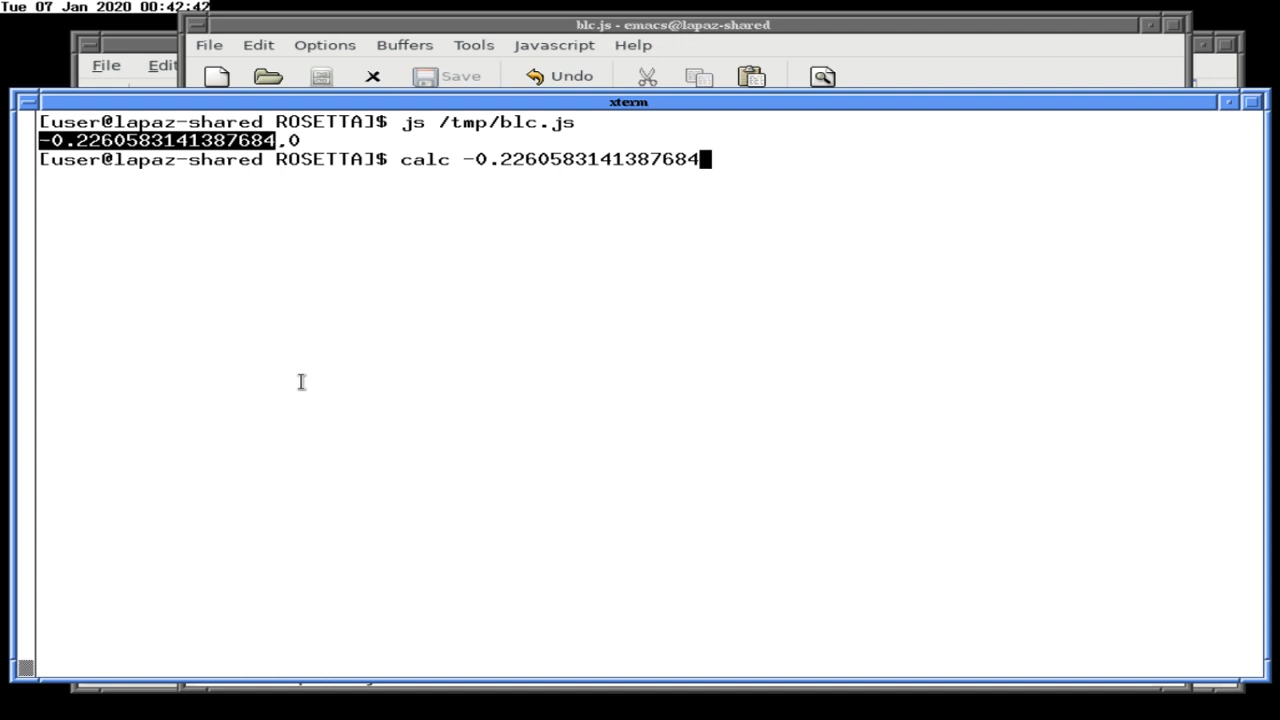 Tue 07 Jan 2020 00:42:42
blc.js - emacs@lapaz-shared
File Edit Options Buffers Tools Javascript Help
File Edit
Save Undo
xterm
[user@lapaz-shared ROSETTA]$ js /tmp/blc.js
-0.2260583141387684,0
[user@lapaz-shared ROSETTA]$ calc -0.2260583141387684